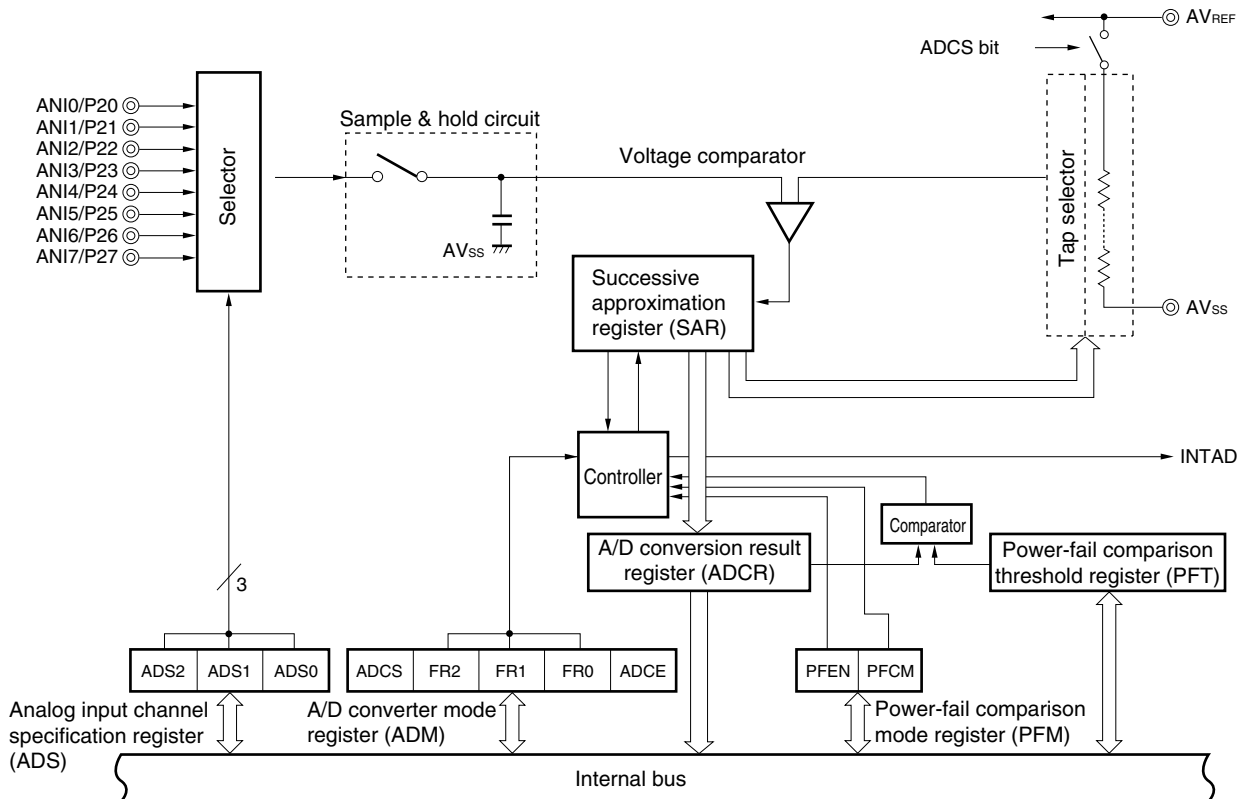 AVREF
ADCS bit
ANI0/P20
ANI1/P21
ANI2/P22
ANI3/P23
ANI4/P24
ANI5/P25
ANI6/P26
ANI7/P27
Selector
Sample & hold circuit
AVSS
Voltage comparator
Tap selector
AVSS
Successive
approximation
register (SAR)
Controller
INTAD
Comparator
A/D conversion result
register (ADCR)
Power-fail comparison
threshold register (PFT)
3
ADS2 ADS1 ADS0
ADCS FR2 FR1 FR0 ADCE
PFEN PFCM
Analog input channel
specification register
(ADS)
A/D converter mode
register (ADM)
Power-fail comparison
mode register (PFM)
Internal bus